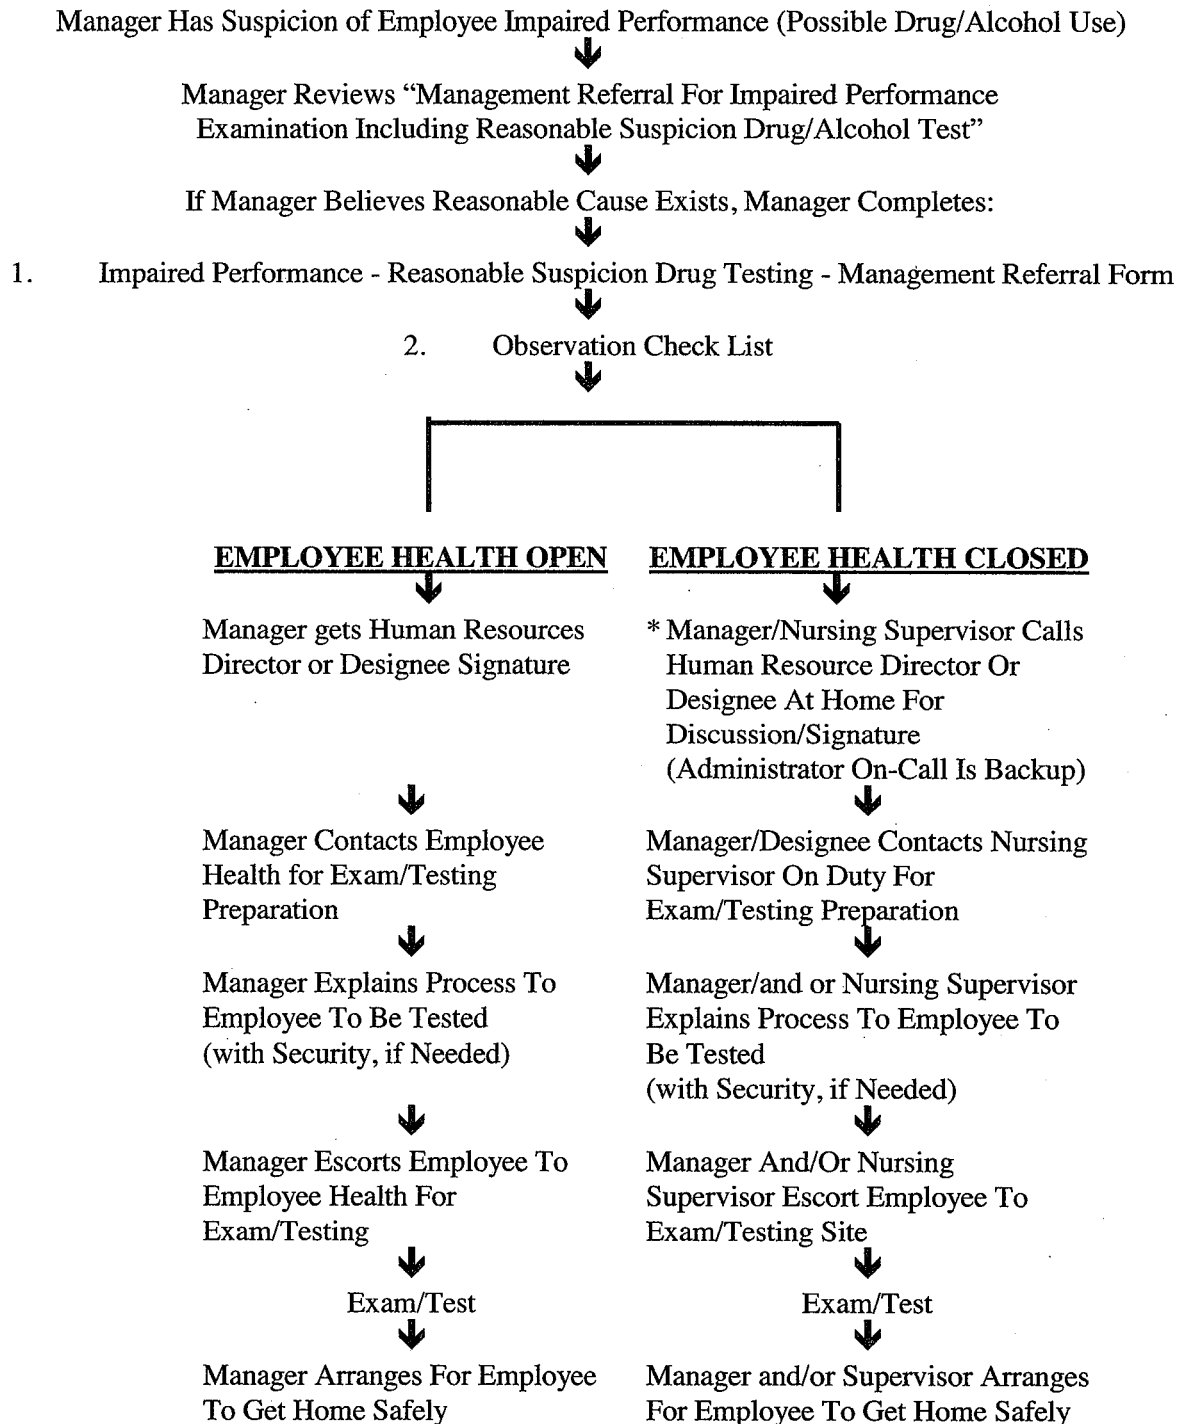 Manager Has Suspicion of Employee Impaired Performance (Possible Drug/Alcohol Use)
Manager Reviews “Management Referral For Impaired Performance
Examination Including Reasonable Suspicion Drug/Alcohol Test”
If Manager Believes Reasonable Cause Exists, Manager Completes:
1. Impaired Performance - Reasonable Suspicion Drug Testing - Management Referral Form
2. Observation Check List
EMPLOYEE HEALTH OPEN
Manager gets Human Resources
Director or Designee Signature
Manager Contacts Employee
Health for Exam/Testing
Preparation
Manager Explains Process To
Employee To Be Tested
(with Security, if Needed)
Manager Escorts Employee To
Employee Health For
Exam/Testing
Exam/Test
Manager Arranges For Employee
To Get Home Safely
EMPLOYEE HEALTH CLOSED
* Manager/Nursing Supervisor Calls
Human Resource Director Or
Designee At Home For
Discussion/Signature
(Administrator On-Call Is Backup)
Manager/Designee Contacts Nursing
Supervisor On Duty For
Exam/Testing Preparation
Manager/and or Nursing Supervisor
Explains Process To Employee To
Be Tested
(with Security, if Needed)
Manager And/Or Nursing
Supervisor Escort Employee To
Exam/Testing Site
Exam/Test
Manager and/or Supervisor Arranges
For Employee To Get Home Safely